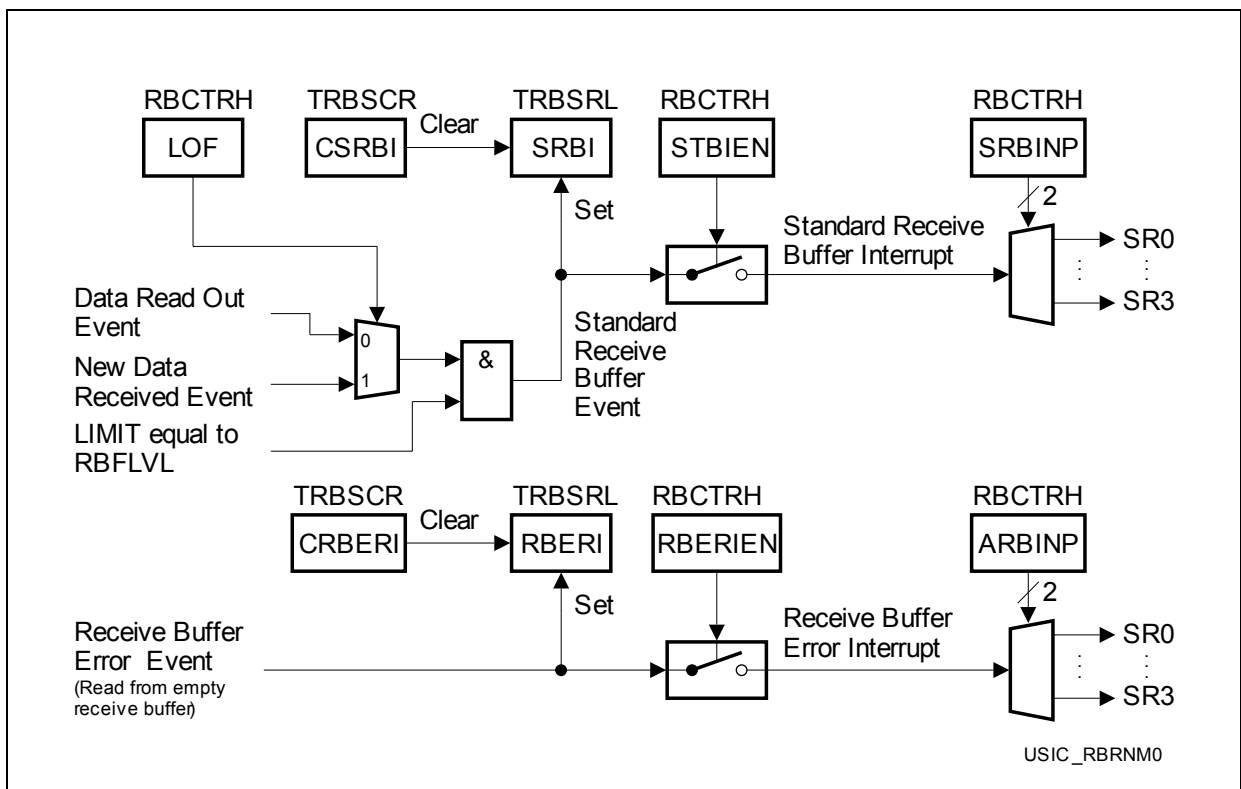 RBCTRH TRBSCR TRBSRL RBCTRH RBCTRH
LOF CSRBI Clear SRBI STBIEN SRBINP
Set
2
Standard Receive
Buffer Interrupt
SR0
SR3
Data Read Out
Event
0
New Data
Received Event
1
&
Standard
Receive
Buffer
Event
LIMIT equal to
RBFLVL
TRBSCR TRBSRL RBCTRH RBCTRH
CRBERI Clear RBERI RBERIEN ARBINP
Set
2
Receive Buffer
Error Event
(Read from empty
receive buffer)
Receive Buffer
Error Interrupt
SR0
SR3
USIC_RBRNM0